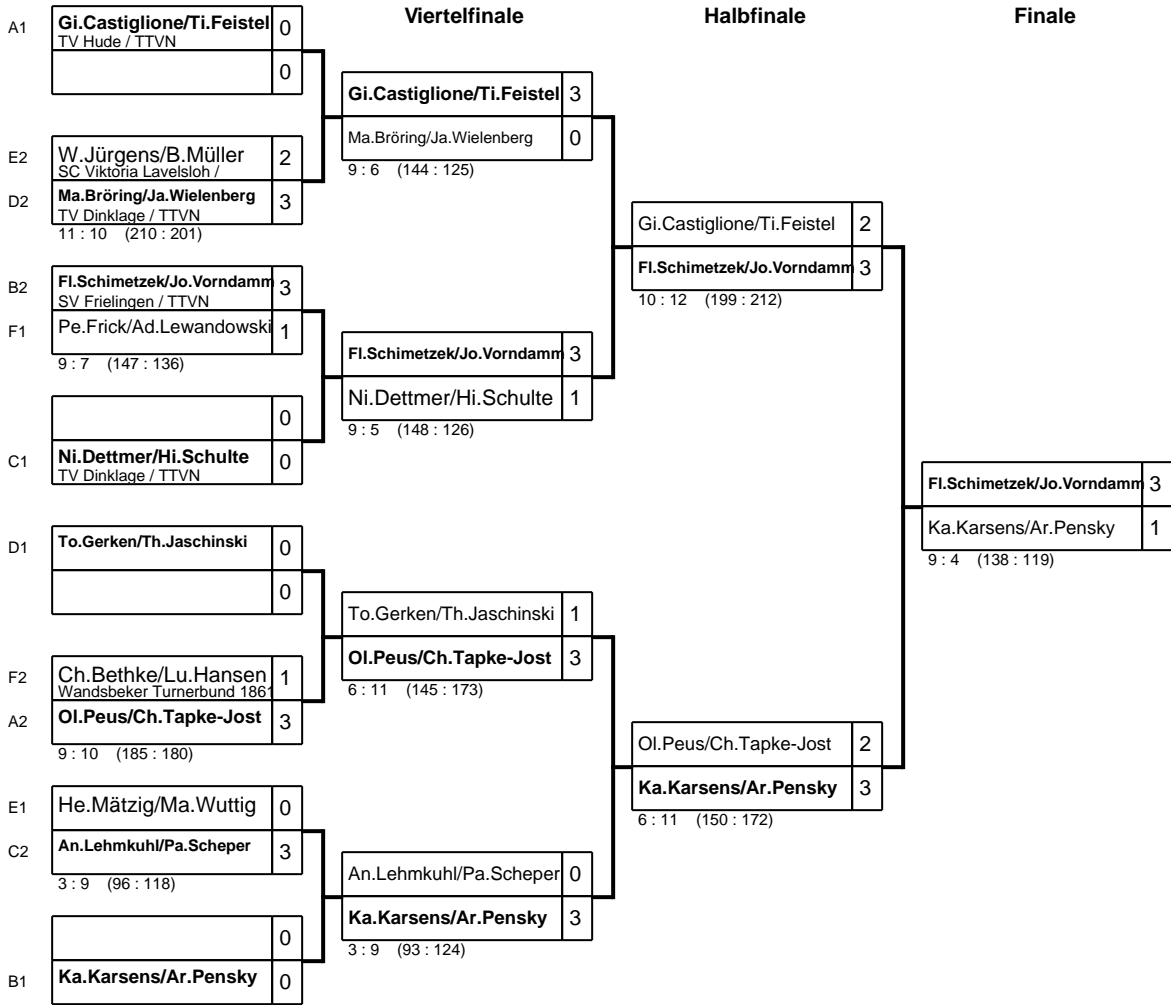 Viertelfinale
Halbfinale
Finale
A1
Gi.Castiglione/Ti.Feistel 0
TV Hude / TTVN
0
E2
W.Jürgens/B.Müller 2
SC Viktoria Lavelsloh /
D2
Ma.Bröring/Ja.Wielenberg 3
TV Dinklage / TTVN
11 : 10 (210 : 201)
B2
Fl.Schimetzek/Jo.Vorndamm 3
SV Frielingen / TTVN
F1
Pe.Frick/Ad.Lewandowski 1
9 : 7 (147 : 136)
0
C1
Ni.Dettmer/Hi.Schulte 0
TV Dinklage / TTVN
D1
To.Gerken/Th.Jaschinski 0
0
F2
Ch.Bethke/Lu.Hansen 1
Wandsbeker Turnerbund 1861
A2
Ol.Peus/Ch.Tapke-Jost 3
9 : 10 (185 : 180)
E1
He.Mätzig/Ma.Wuttig 0
C2
An.Lehmkuhl/Pa.Scheper 3
3 : 9 (96 : 118)
0
B1
Ka.Karsens/Ar.Pensky 0
Gi.Castiglione/Ti.Feistel 3
Ma.Bröring/Ja.Wielenberg 0
9 : 6 (144 : 125)
Fl.Schimetzek/Jo.Vorndamm 3
Ni.Dettmer/Hi.Schulte 1
9 : 5 (148 : 126)
To.Gerken/Th.Jaschinski 1
Ol.Peus/Ch.Tapke-Jost 3
6 : 11 (145 : 173)
An.Lehmkuhl/Pa.Scheper 0
Ka.Karsens/Ar.Pensky 3
3 : 9 (93 : 124)
Gi.Castiglione/Ti.Feistel 2
Fl.Schimetzek/Jo.Vorndamm 3
10 : 12 (199 : 212)
Ol.Peus/Ch.Tapke-Jost 2
Ka.Karsens/Ar.Pensky 3
6 : 11 (150 : 172)
Fl.Schimetzek/Jo.Vorndamm 3
Ka.Karsens/Ar.Pensky 1
9 : 4 (138 : 119)